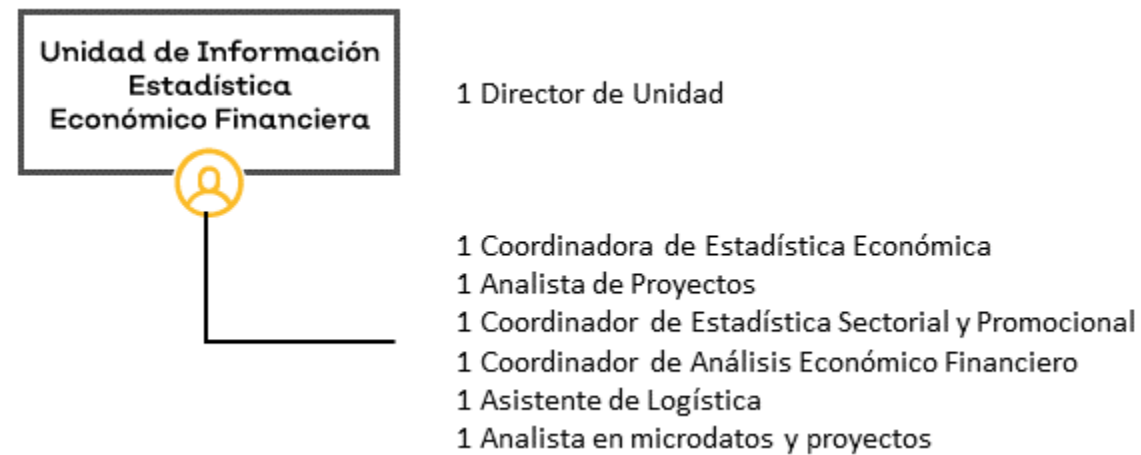 Unidad de Información
Estadística
Económico Financiera
1 Director de Unidad
1 Coordinadora de Estadística Económica
1 Analista de Proyectos
1 Coordinador de Estadística Sectorial y Promocional
1 Coordinador de Análisis Económico Financiero
1 Asistente de Logística
1 Analista en microdatos y proyectos